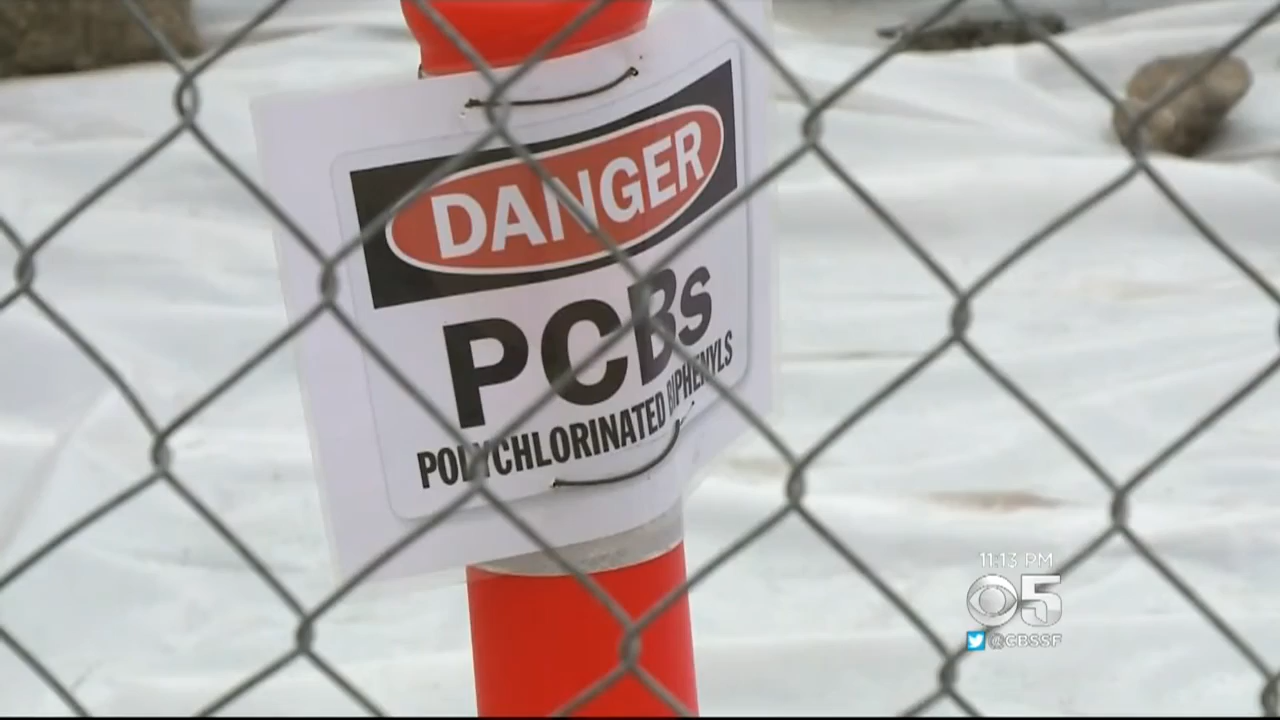 DANGER
PCBs
POLYCHLORINATED BIPHENYLS
11:13 PM
5
@CBSSF